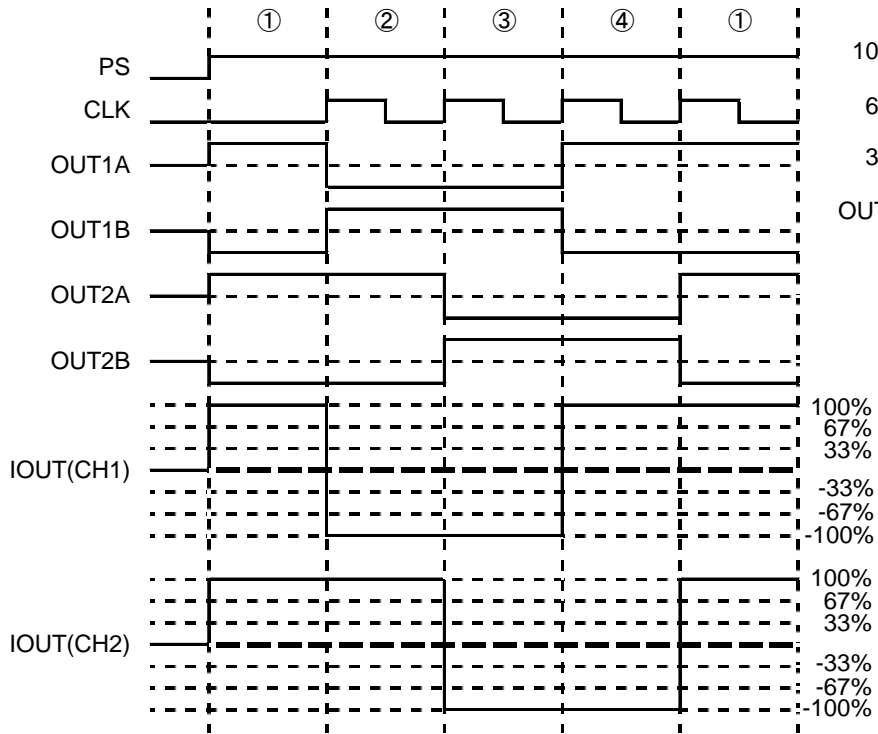 ① ② ③ ④ ①
PS
CLK
OUT1A
OUT1B
OUT2A
OUT2B
IOUT(CH1)
100%
67%
33%
-33%
-67%
-100%
IOUT(CH2)
100%
67%
33%
-33%
-67%
-100%
10
6
3
OUT